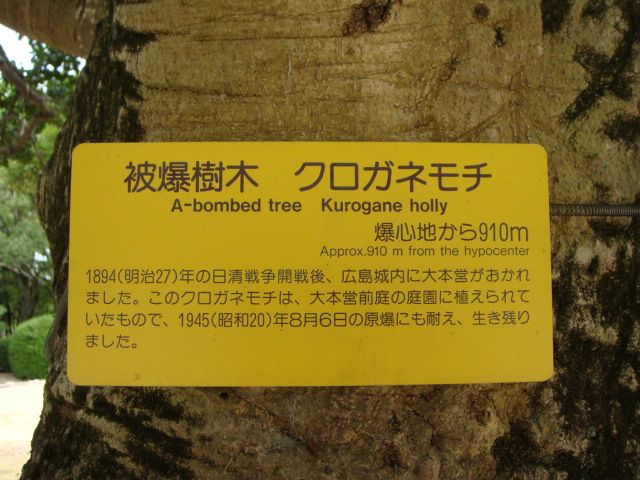 被爆樹木　クロガネモチ
A-bombed tree Kurogane holly
爆心地から910m
Approx.910 m from the hypocenter
1894(明治27)年の日清戦争開戦後、広島城内に大本営がおかれ
ました。このクロガネモチは、大本営前庭の庭園に植えられて
いたもので、1945(昭和20)年8月6日の原爆にも耐え、生き残り
ました。